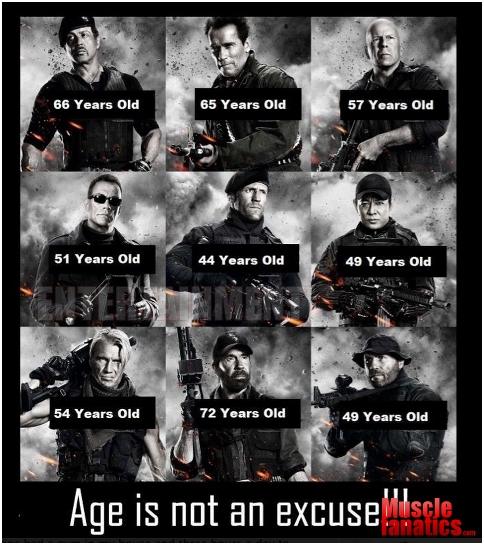 66 Years Old
65 Years Old
57 Years Old
51 Years Old
44 Years Old
49 Years Old
ENTERTAINMENT
54 Years Old
72 Years Old
49 Years Old
Age is not an excuse!!!
Muscle
fanatics.com